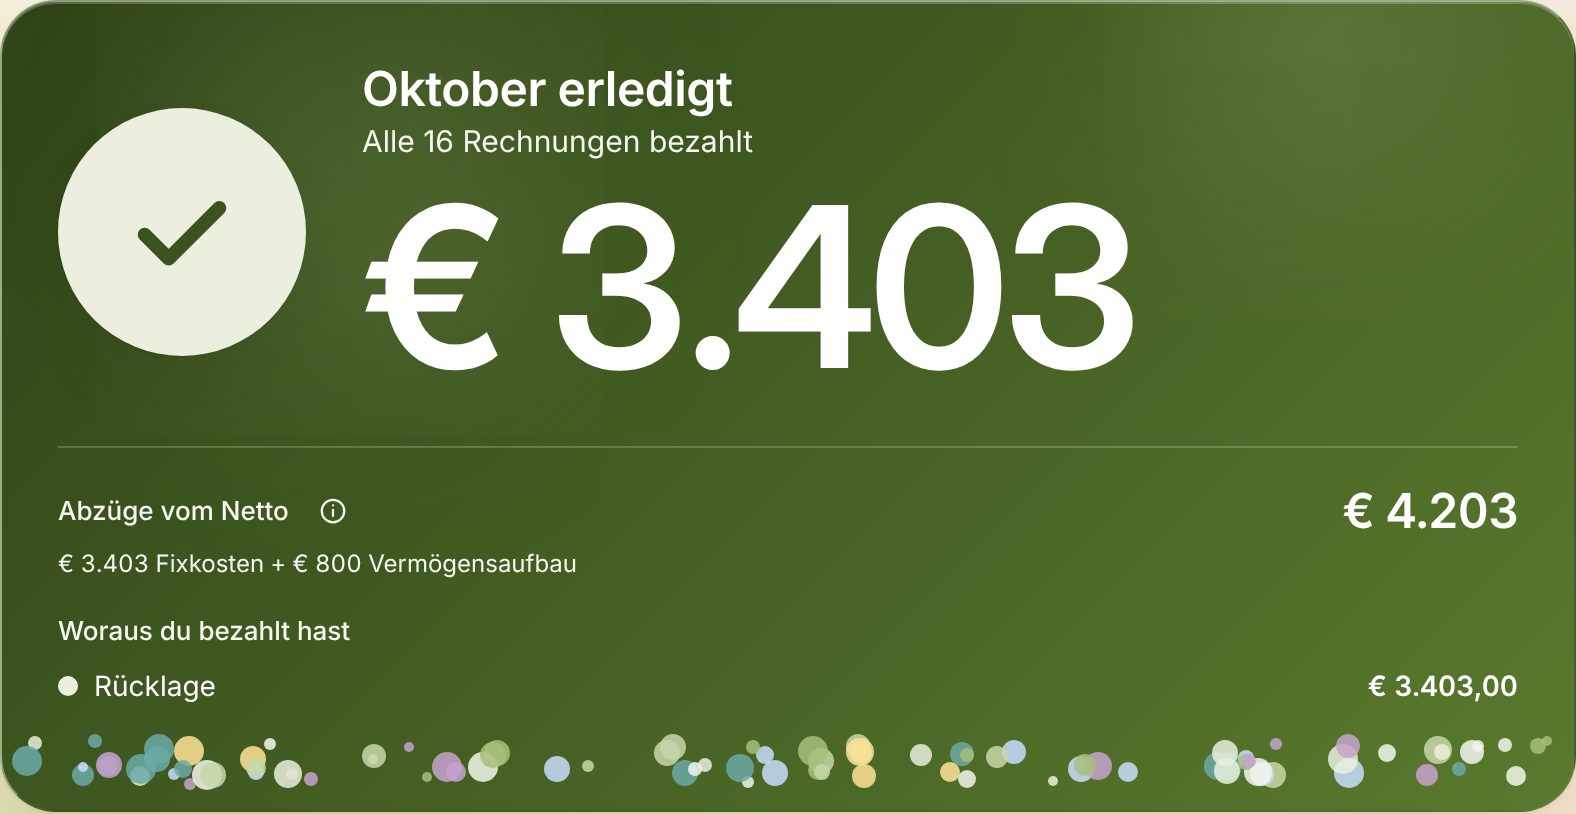 Oktober erledigt
Alle 16 Rechnungen bezahlt
€ 3.403
Abzüge vom Netto
€ 4.203
€ 3.403 Fixkosten + € 800 Vermögensaufbau
Woraus du bezahlt hast
Rücklage
€ 3.403,00